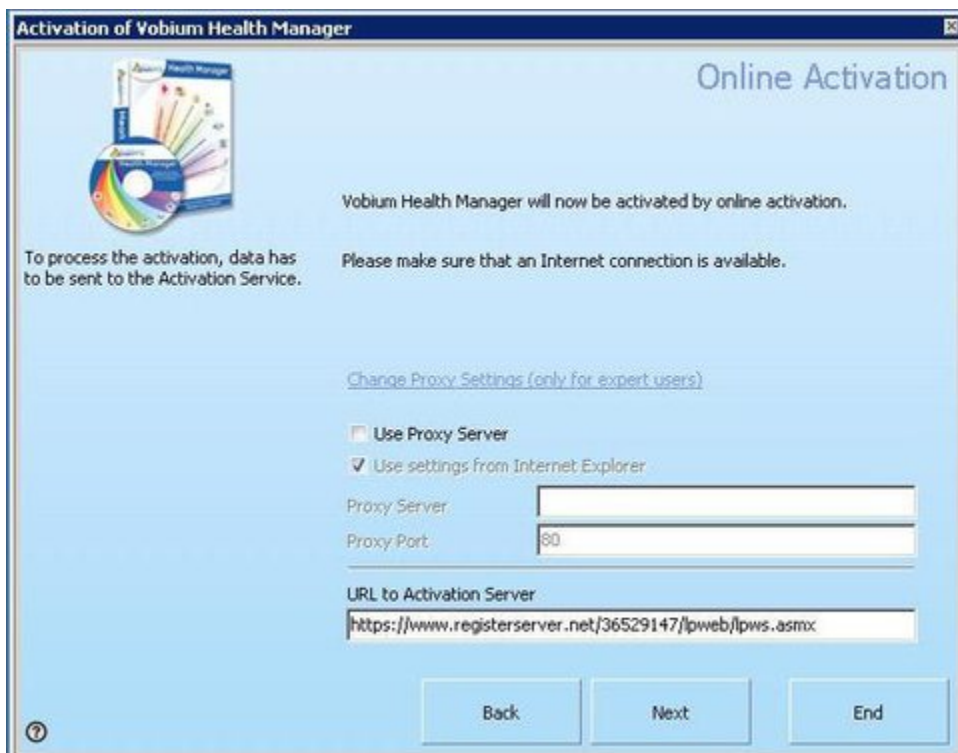 Activation of Vobium Health Manager
Online Activation
Health Manager
Health Manager
Vobium Health Manager will now be activated by online activation.
To process the activation, data has
to be sent to the Activation Service.
Please make sure that an Internet connection is available.
Change Proxy Settings (only for expert users)
Use Proxy Server
Use settings from Internet Explorer
Proxy Server
Proxy Port
80
URL to Activation Server
https://www.registerserver.net/36529147/lpweb/lpws.asmx
Back
Next
End
?